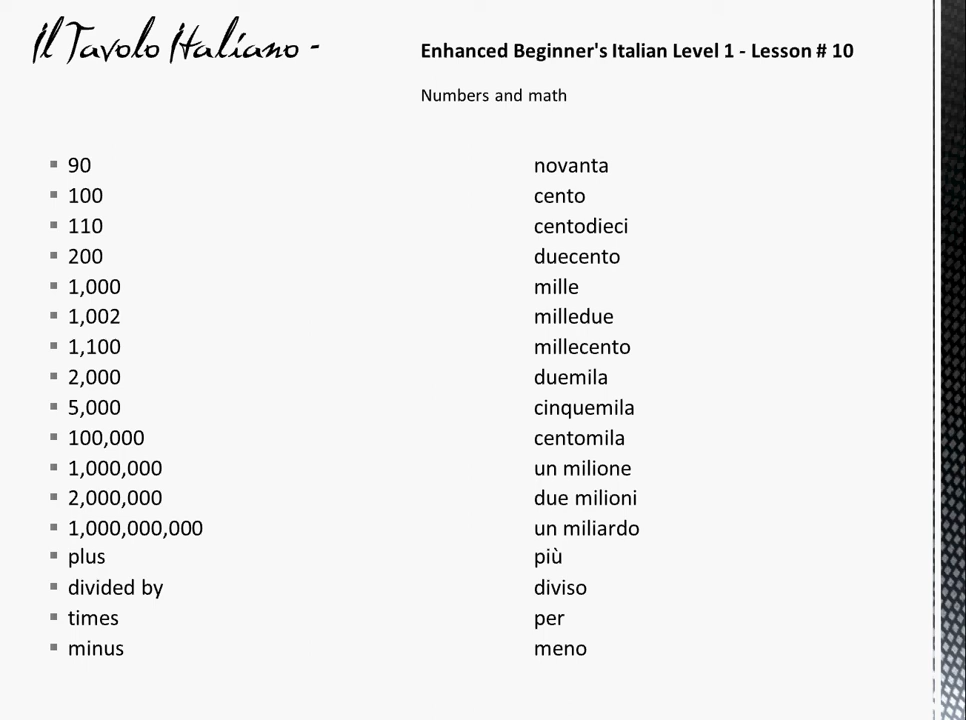 Il Tavolo Italiano - Enhanced Beginner's Italian Level 1 - Lesson # 10
Numbers and math
▪ 90 novanta
▪ 100 cento
▪ 110 centodieci
▪ 200 duecento
▪ 1,000 mille
▪ 1,002 milledue
▪ 1,100 millecento
▪ 2,000 duemila
▪ 5,000 cinquemila
▪ 100,000 centomila
▪ 1,000,000 un milione
▪ 2,000,000 due milioni
▪ 1,000,000,000 un miliardo
▪ plus più
▪ divided by diviso
▪ times per
▪ minus meno